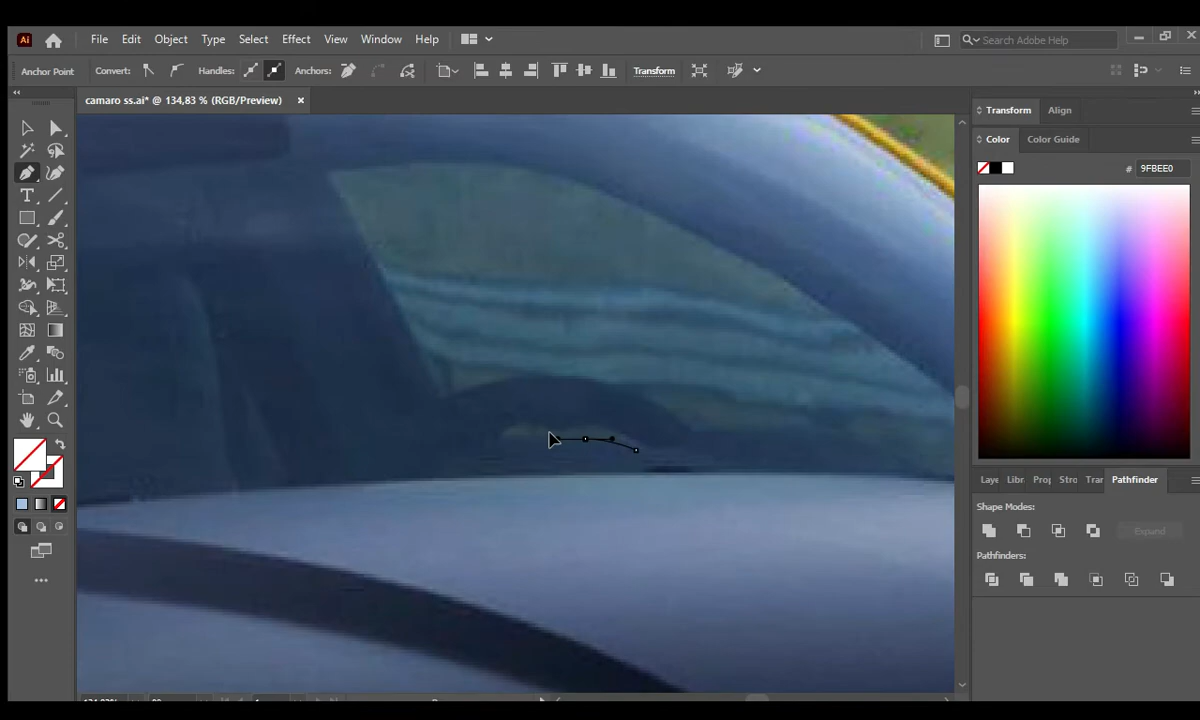 Ai File Edit Object Type Select Effect View Window Help Search Adobe Help
Anchor Point Convert: Handles: Anchors: Transform
camaro ss.ai* @ 134,83 % (RGB/Preview) ×
Transform Align
Color Color Guide
# 9FBEE0
T
Laye Libr Prop Stro Tran Pathfinder
Shape Modes:
Expand
Pathfinders: